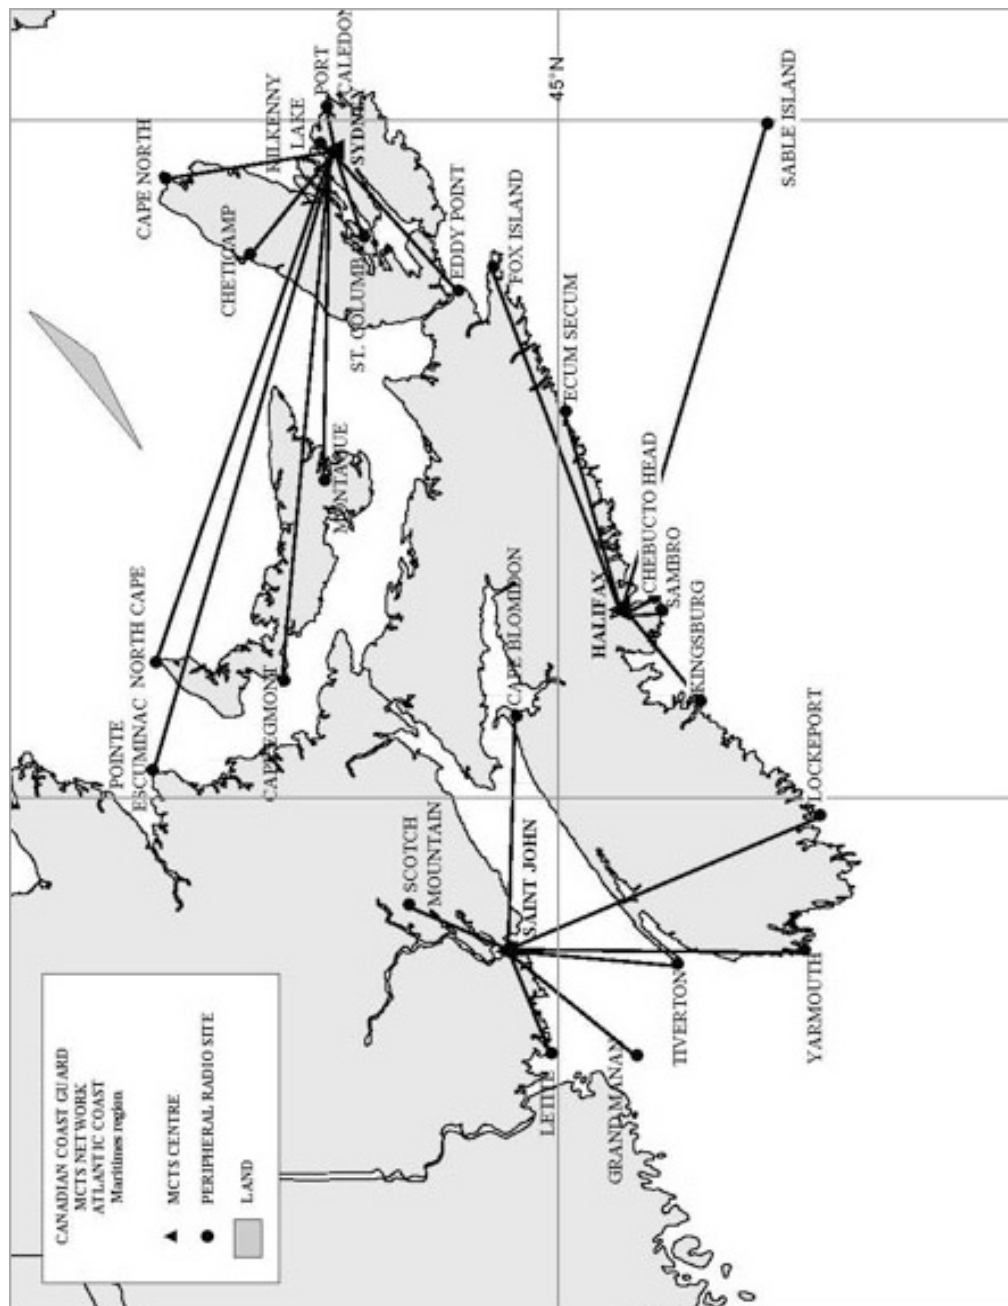 CANADIAN COAST GUARD
MCTS NETWORK
ATLANTIC COAST
Maritimes region
MCTS CENTRE
PERIPHERAL RADIO SITE
LAND
POINTE
ESCUMINAC
NORTH CAPE
CAPE NORTH
CHETICAMP
KILKENNY
LAKE
PORT
CALEDON
SYDNEY
ST. COLUMB
EDDY POINT
FOX ISLAND
MONTAGUE
CAPE EGMONT
SCOTCH
MOUNTAIN
SAINT JOHN
CAPE BLOMIDON
ECUM SECUM
45°N
LETITE
GRAND MANAN
TIVERTON
YARMOUTH
LOCKEPORT
KINGSBURG
HALIFAX
SAMBRO
CHEBUCTO HEAD
SABLE ISLAND